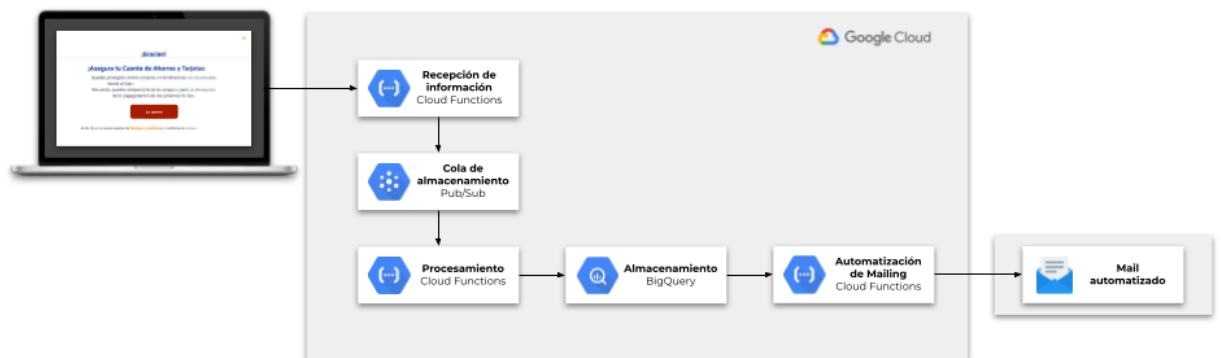 ¡Gracias!
¡Asegura tu Cuenta de Ahorros y Tarjetas
Google Cloud
Recepción de
información
Cloud Functions
Cola de
almacenamiento
Pub/Sub
Procesamiento
Cloud Functions
Almacenamiento
BigQuery
Automatización
de Mailing
Cloud Functions
Mail
automatizado